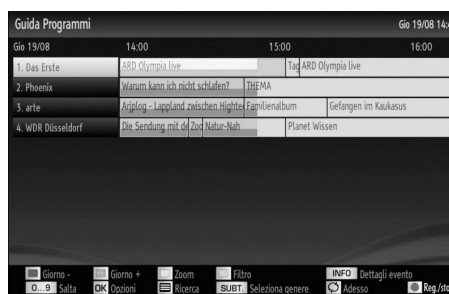 Guida Programmi Gio 19/08 14:
Gio 19/08 14:00 15:00 16:00
1. Das Erste ARD Olympia live Tag ARD Olympia live
2. Phoenix Warum kann ich nicht schlafen? THEMA
3. arte Arjplog - Lappland zwischen Highte Familienalbum Gefangen im Kaukasus
4. WDR Düsseldorf Die Sendung mit de Zoo Natur-Nah Planet Wissen
Giorno - Giorno + Zoom Filtro INFO Dettagli evento
0...9 Salta OK Opzioni Ricerca SUBT. Seleziona genere Adesso Reg./sto